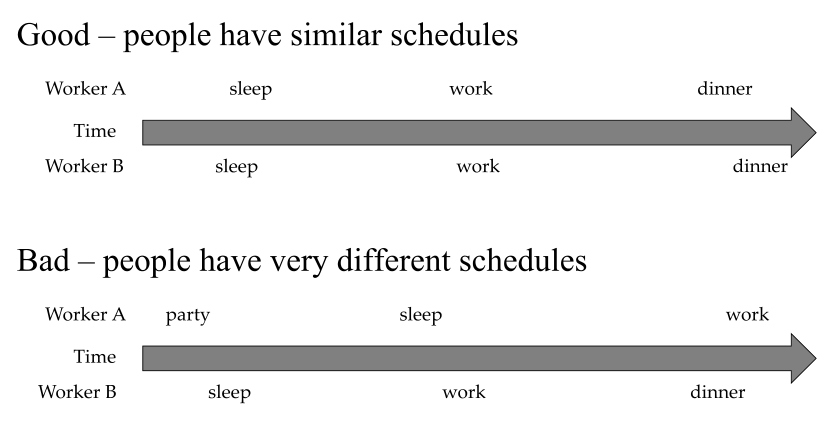 Good – people have similar schedules
Worker A sleep work dinner
Time
Worker B sleep work dinner
Bad – people have very different schedules
Worker A party sleep work
Time
Worker B sleep work dinner